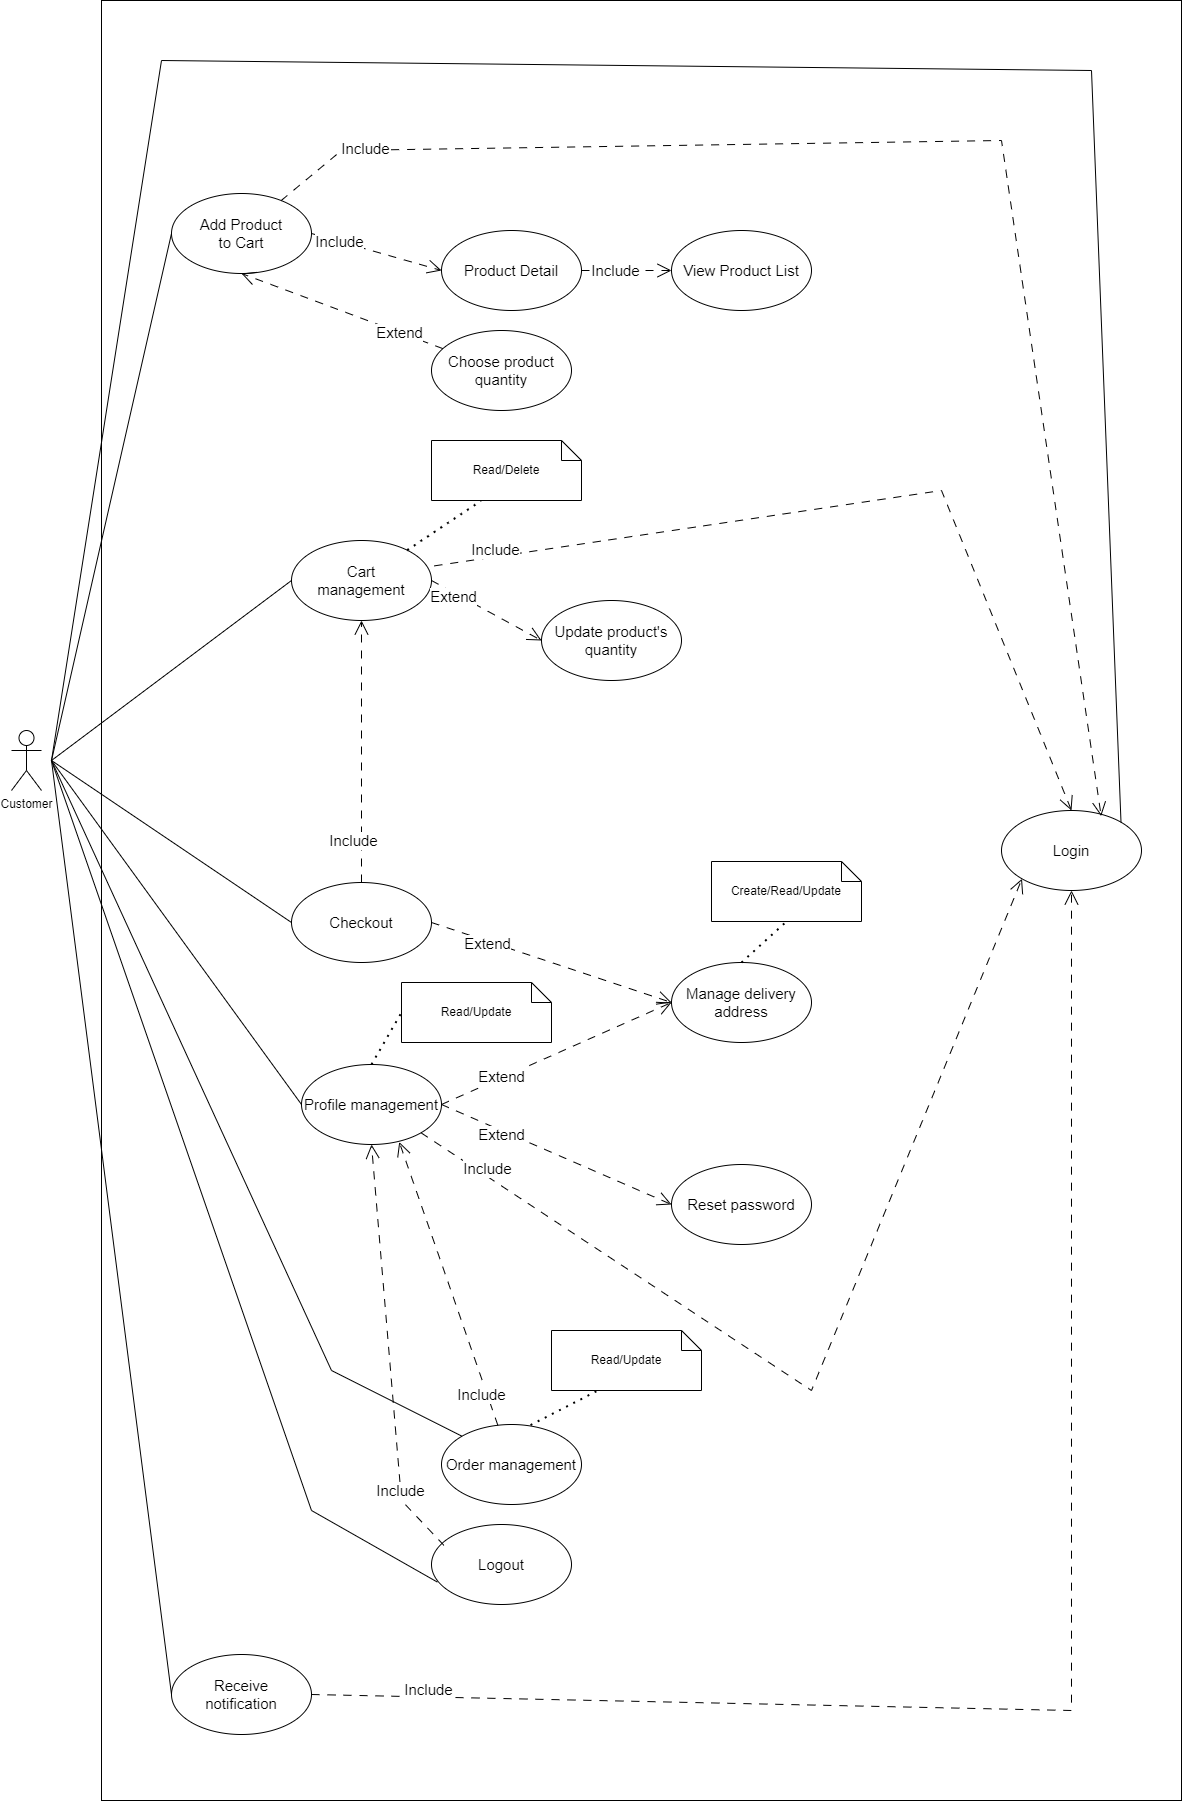 Include
Add Product
to Cart
Include
Product Detail
Include
View Product List
Extend
Choose product
quantity
Read/Delete
Include
Cart
management
Extend
Update product's
quantity
Customer
Include
Login
Create/Read/Update
Checkout
Extend
Manage delivery
address
Read/Update
Extend
Profile management
Extend
Include
Reset password
Read/Update
Include
Order management
Include
Logout
Receive
notification
Include